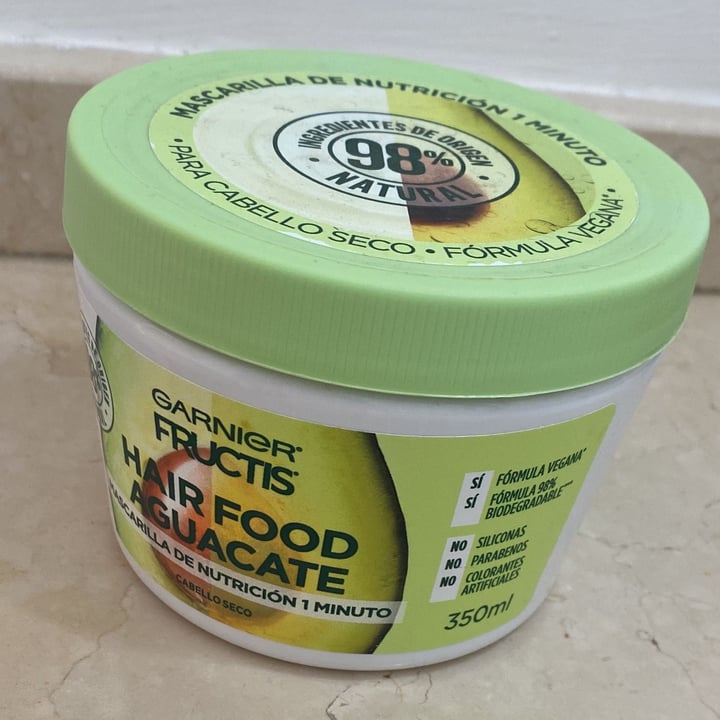 MASCARILLA DE NUTRICIÓN 1 MINUTO
INGREDIENTES DE ORIGEN
98%
NATURAL
• PARA CABELLO SECO • FÓRMULA VEGANA* •
GARNIER
FRUCTIS
HAIR FOOD
AGUACATE
MASCARILLA DE NUTRICIÓN 1 MINUTO
CABELLO SECO
SÍ FÓRMULA VEGANA*
SÍ FÓRMULA 98%
BIODEGRADABLE***
NO SILICONAS
NO PARABENOS
NO COLORANTES
ARTIFICIALES
350ml